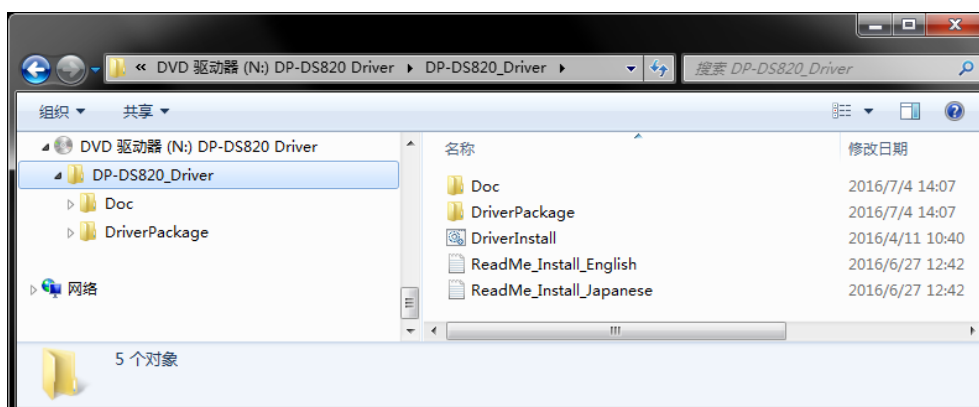 « DVD 驱动器 (N:) DP-DS820 Driver ▸ DP-DS820_Driver ▸
搜索 DP-DS820_Driver
组织 ▼ 共享 ▼
DVD 驱动器 (N:) DP-DS820 Driver
DP-DS820_Driver
Doc
DriverPackage
网络
名称 修改日期
Doc 2016/7/4 14:07
DriverPackage 2016/7/4 14:07
DriverInstall 2016/4/11 10:40
ReadMe_Install_English 2016/6/27 12:42
ReadMe_Install_Japanese 2016/6/27 12:42
5 个对象